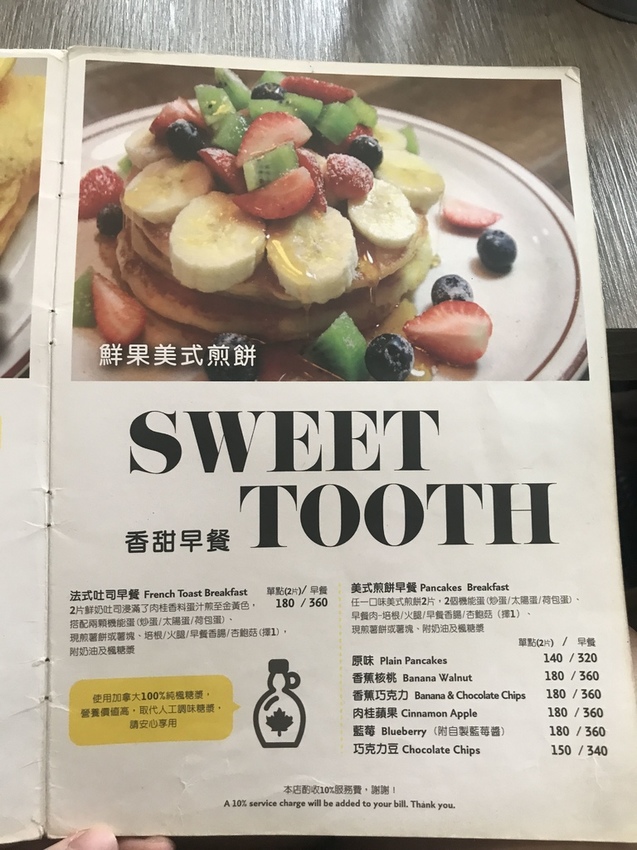 鮮果美式煎餅
SWEET
TOOTH
香甜早餐
法式吐司早餐 French Toast Breakfast 單點(2片)/ 早餐
2片鮮奶吐司浸滿了肉桂香料蛋汁煎至金黃色， 180 / 360
搭配兩顆機能蛋(炒蛋/太陽蛋/荷包蛋)、
現煎薯餅或薯塊、培根/火腿/早餐香腸/杏鮑菇(擇1)，
附奶油及楓糖漿
使用加拿大100%純楓糖漿，
營養價值高，取代人工調味糖漿，
請安心享用
美式煎餅早餐 Pancakes Breakfast
任一口味美式煎餅2片，2個機能蛋(炒蛋/太陽蛋/荷包蛋)、
早餐肉-培根/火腿/早餐香腸/杏鮑菇（擇1）、
現煎薯餅或薯塊、附奶油及楓糖漿
單點(2片) / 早餐
原味 Plain Pancakes 140 / 320
香蕉核桃 Banana Walnut 180 / 360
香蕉巧克力 Banana & Chocolate Chips 180 / 360
肉桂蘋果 Cinnamon Apple 180 / 360
藍莓 Blueberry（附自製藍莓醬） 180 / 360
巧克力豆 Chocolate Chips 150 / 340
本店酌收10%服務費，謝謝！
A 10% service charge will be added to your bill. Thank you.